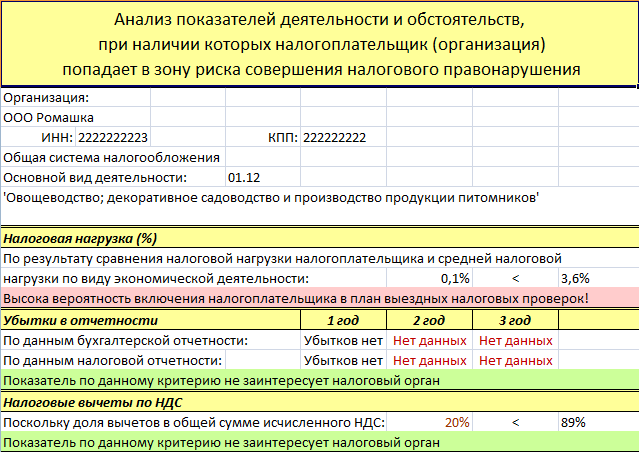 Анализ показателей деятельности и обстоятельств,
при наличии которых налогоплательщик (организация)
попадает в зону риска совершения налогового правонарушения
Организация:
ООО Ромашка
ИНН: 2222222223 КПП: 222222222
Общая система налогообложения
Основной вид деятельности: 01.12
'Овощеводство; декоративное садоводство и производство продукции питомников'
Налоговая нагрузка (%)
По результату сравнения налоговой нагрузки налогоплательщика и средней налоговой
нагрузки по виду экономической деятельности: 0,1% < 3,6%
Высока вероятность включения налогоплательщика в план выездных налоговых проверок!
Убытки в отчетности 1 год 2 год 3 год
По данным бухгалтерской отчетности: Убытков нет Нет данных Нет данных
По данным налоговой отчетности: Убытков нет Нет данных Нет данных
Показатель по данному критерию не заинтересует налоговый орган
Налоговые вычеты по НДС
Поскольку доля вычетов в общей сумме исчисленного НДС: 20% < 89%
Показатель по данному критерию не заинтересует налоговый орган